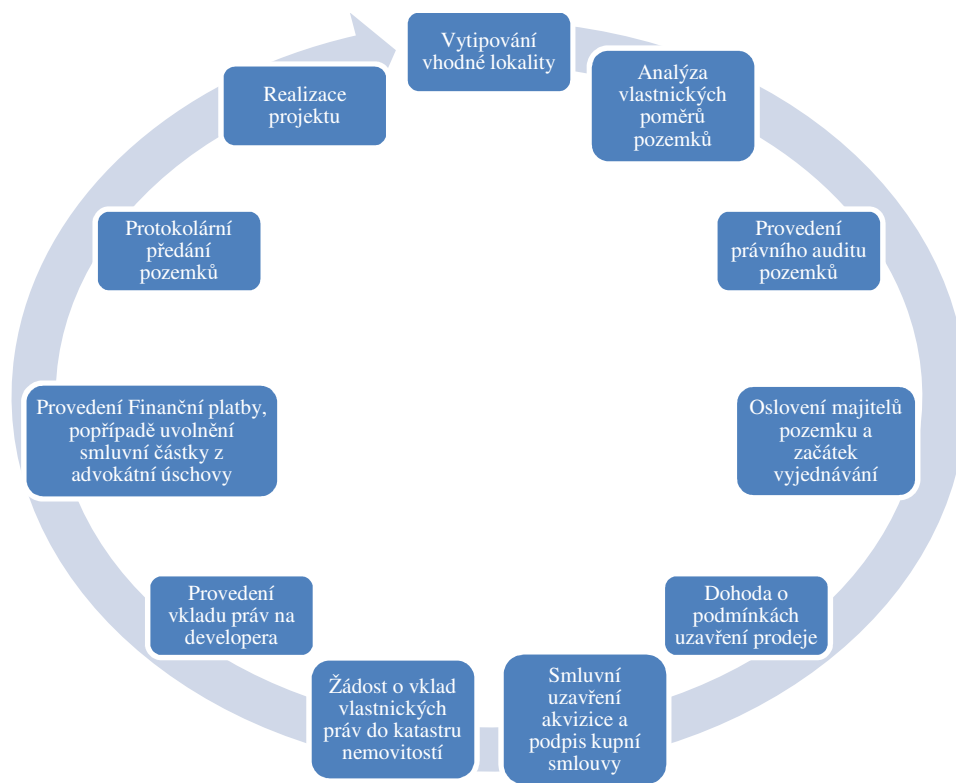 Vytipování
vhodné lokality
Analýza
vlastnických
poměrů
pozemků
Provedení
právního auditu
pozemků
Oslovení majitelů
pozemku a
začátek
vyjednávání
Dohoda o
podmínkách
uzavření prodeje
Smluvní
uzavření
akvizice a
podpis kupní
smlouvy
Žádost o vklad
vlastnických
práv do katastru
nemovitostí
Provedení
vkladu práv na
developera
Provedení Finanční platby,
popřípadě uvolnění
smluvní částky z
advokátní úschovy
Protokolární
předání
pozemků
Realizace
projektu